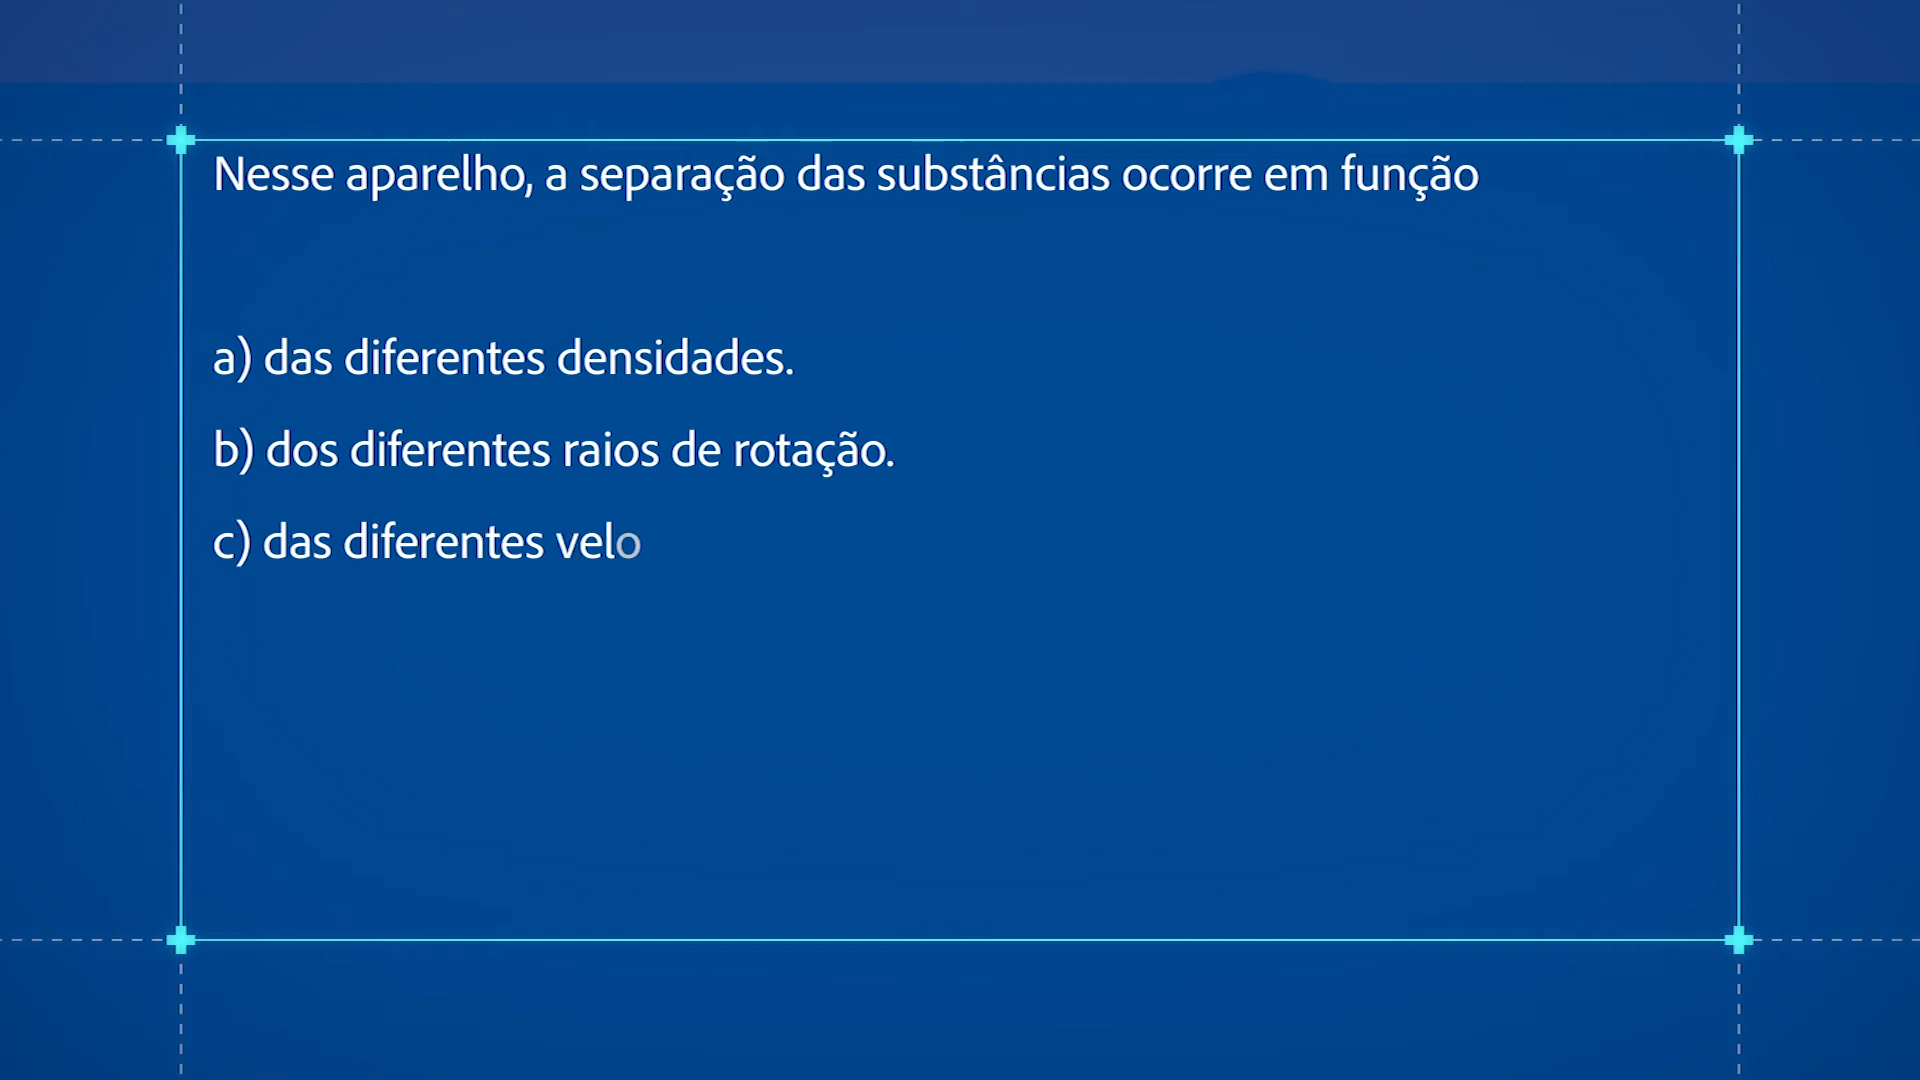 Nesse aparelho, a separação das substâncias ocorre em função
a) das diferentes densidades.
b) dos diferentes raios de rotação.
c) das diferentes velo